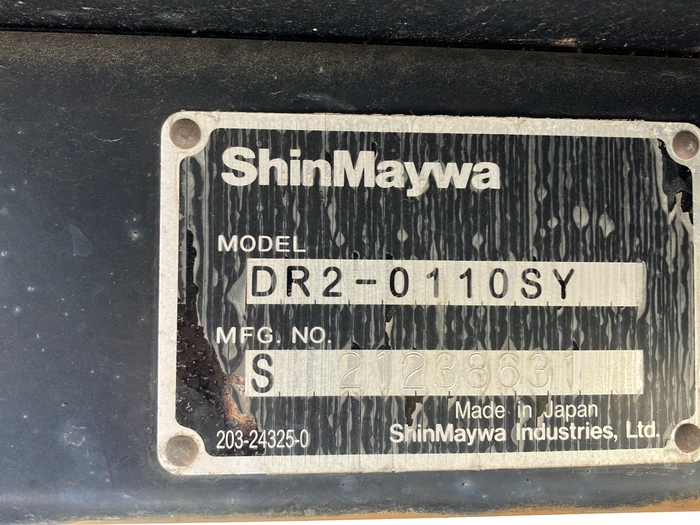 ShinMaywa
MODEL
DR2-0110SY
MFG. NO.
S 21238631
Made in Japan
203-24325-0 ShinMaywa Industries, Ltd.